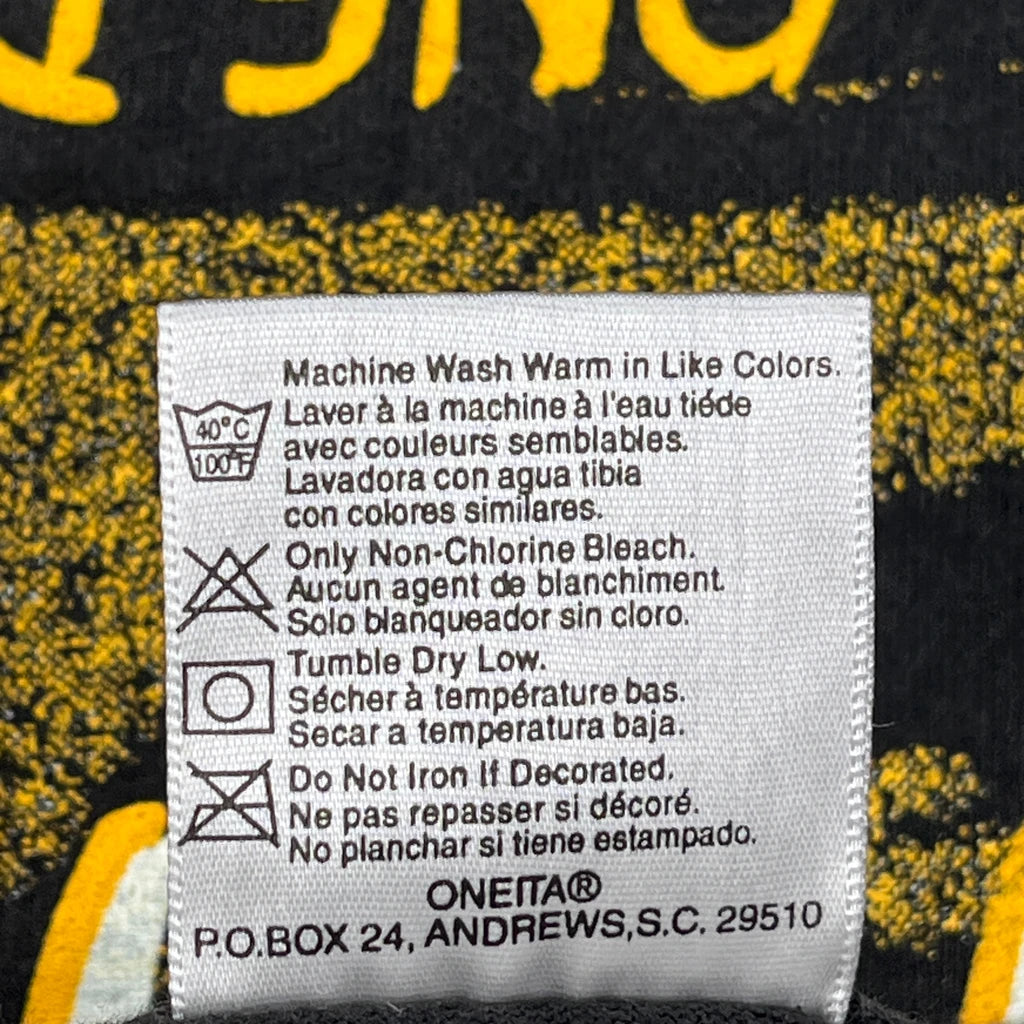 Machine Wash Warm in Like Colors.
40°C
100°F
Laver à la machine à l'eau tiéde
avec couleurs semblables.
Lavadora con agua tibia
con colores similares.
Only Non-Chlorine Bleach.
Aucun agent de blanchiment.
Solo blanqueador sin cloro.
Tumble Dry Low.
Sécher à température bas.
Secar a temperatura baja.
Do Not Iron If Decorated.
Ne pas repasser si décoré.
No planchar si tiene estampado.
ONEITA®
P.O.BOX 24, ANDREWS,S.C. 29510